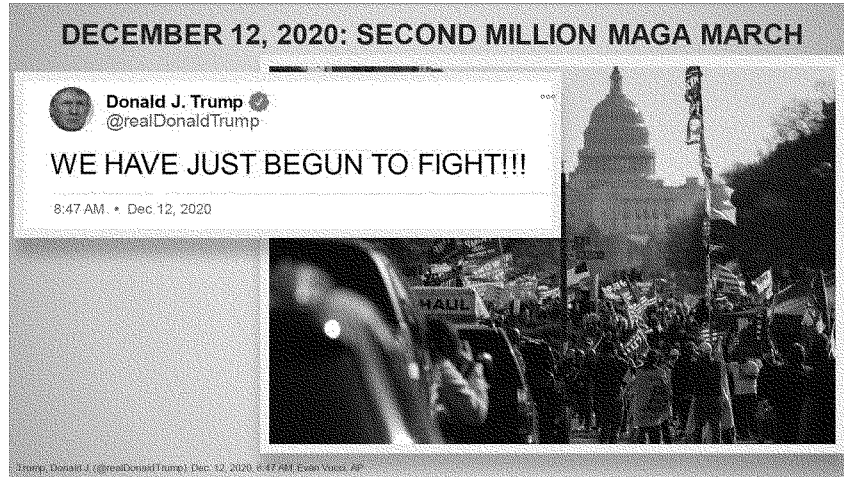 DECEMBER 12, 2020: SECOND MILLION MAGA MARCH
Donald J. Trump
@realDonaldTrump
WE HAVE JUST BEGUN TO FIGHT!!!
8:47 AM • Dec 12, 2020
HAUL
Trump, Donald J. (@realDonaldTrump). Dec. 12, 2020, 8:47 AM; Evan Vucci, AP